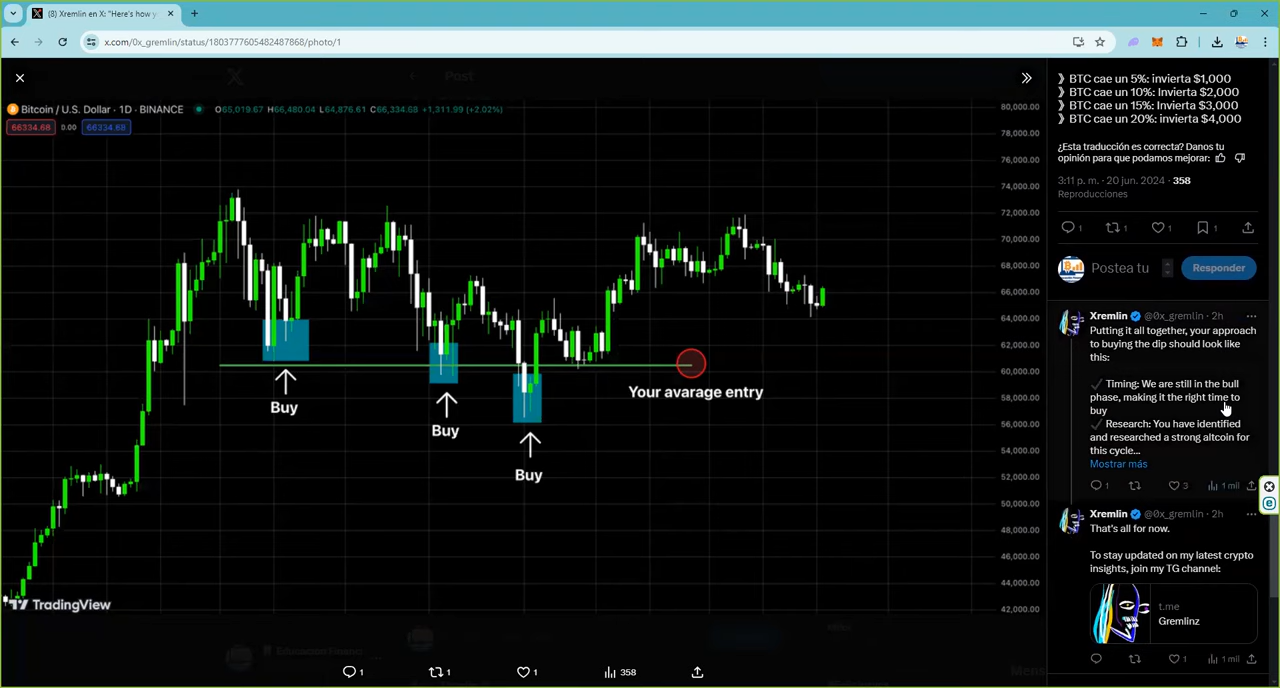 (8) Xremlin en X: "Here's how y
x.com/0x_gremlin/status/1803777605482487868/photo/1
Post
Bitcoin / U.S. Dollar · 1D · BINANCE O65,019.67 H66,480.04 L64,876.61 C66,334.68 +1,311.99 (+2.02%)
66334.68 0.00 66334.68
80,000.00
78,000.00
76,000.00
74,000.00
72,000.00
70,000.00
68,000.00
66,000.00
64,000.00
62,000.00
60,000.00
58,000.00
56,000.00
54,000.00
52,000.00
50,000.00
48,000.00
46,000.00
44,000.00
42,000.00
Buy
Buy
Buy
Your avarage entry
TradingView
1 1 1 358
》BTC cae un 5%: invierta $1,000
》BTC cae un 10%: Invierta $2,000
》BTC cae un 15%: Invierta $3,000
》BTC cae un 20%: invierta $4,000
¿Esta traducción es correcta? Danos tu
opinión para que podamos mejorar:
3:11 p. m. · 20 jun. 2024 · 358
Reproducciones
1 1 1 1
Postea tu
Responder
Xremlin @0x_gremlin · 2h
Putting it all together, your approach
to buying the dip should look like
this:
✓ Timing: We are still in the bull
phase, making it the right time to
buy
✓ Research: You have identified
and researched a strong altcoin for
this cycle...
Mostrar más
1 3 1 mil
Xremlin @0x_gremlin · 2h
That's all for now.
To stay updated on my latest crypto
insights, join my TG channel:
t.me
Gremlinz
1 1 mil